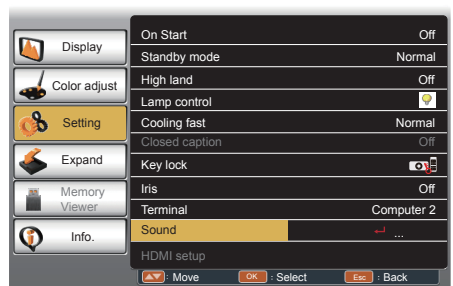 Display
Color adjust
Setting
Expand
Memory
Viewer
Info.
On Start Off
Standby mode Normal
High land Off
Lamp control
Cooling fast Normal
Closed caption Off
Key lock
Iris Off
Terminal Computer 2
Sound ...
HDMI setup
: Move OK : Select Esc : Back